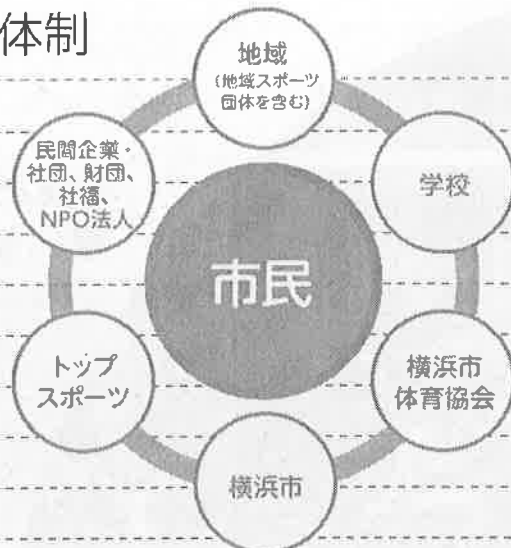 体制
地域
(地域スポーツ
団体を含む)
民間企業・
社団、財団、
社福、
NPO法人
学校
市民
トップ
スポーツ
横浜市
体育協会
横浜市